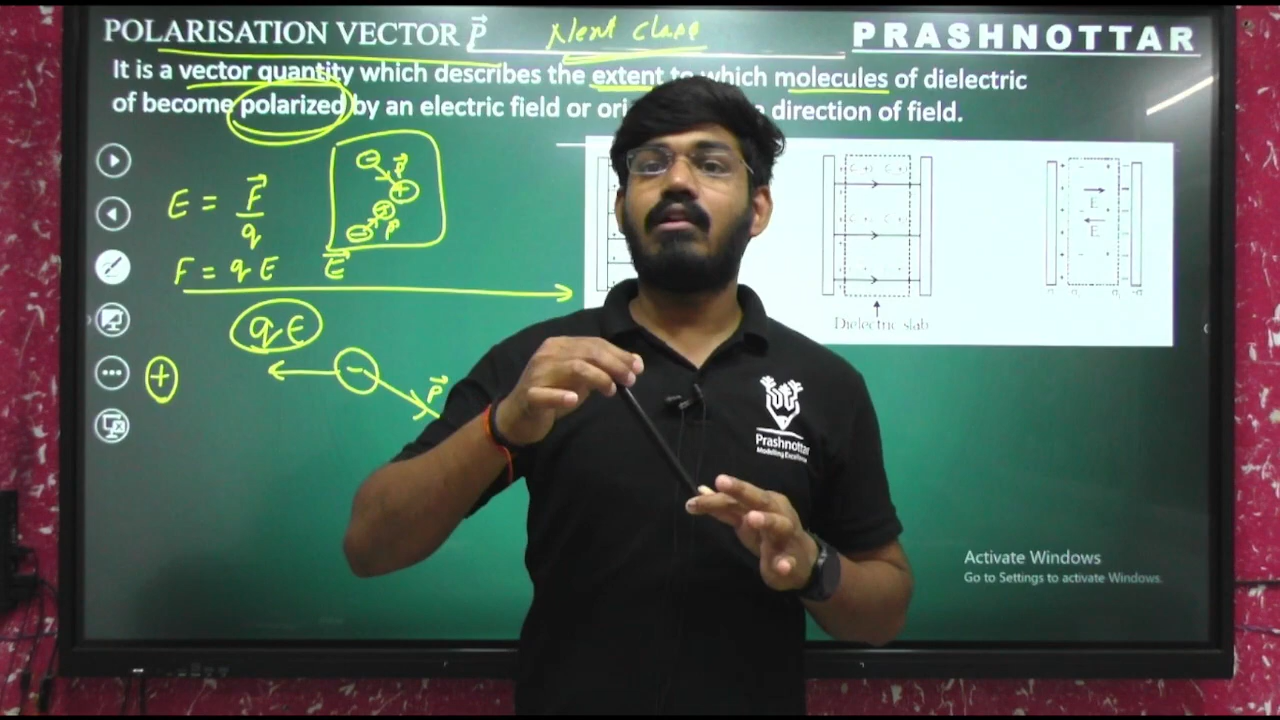 POLARISATION VECTOR P⃗ Next class
PRASHNOTTAR
It is a vector quantity which describes the extent to which molecules of dielectric
of become polarized by an electric field or direction of field.
E = F⃗ / q
F = q E
E⃗
P⃗
P
q E
+
-
P⃗
Dielectric slab
E
E
Prashnottar
Modelling Excellence
Activate Windows
Go to Settings to activate Windows.